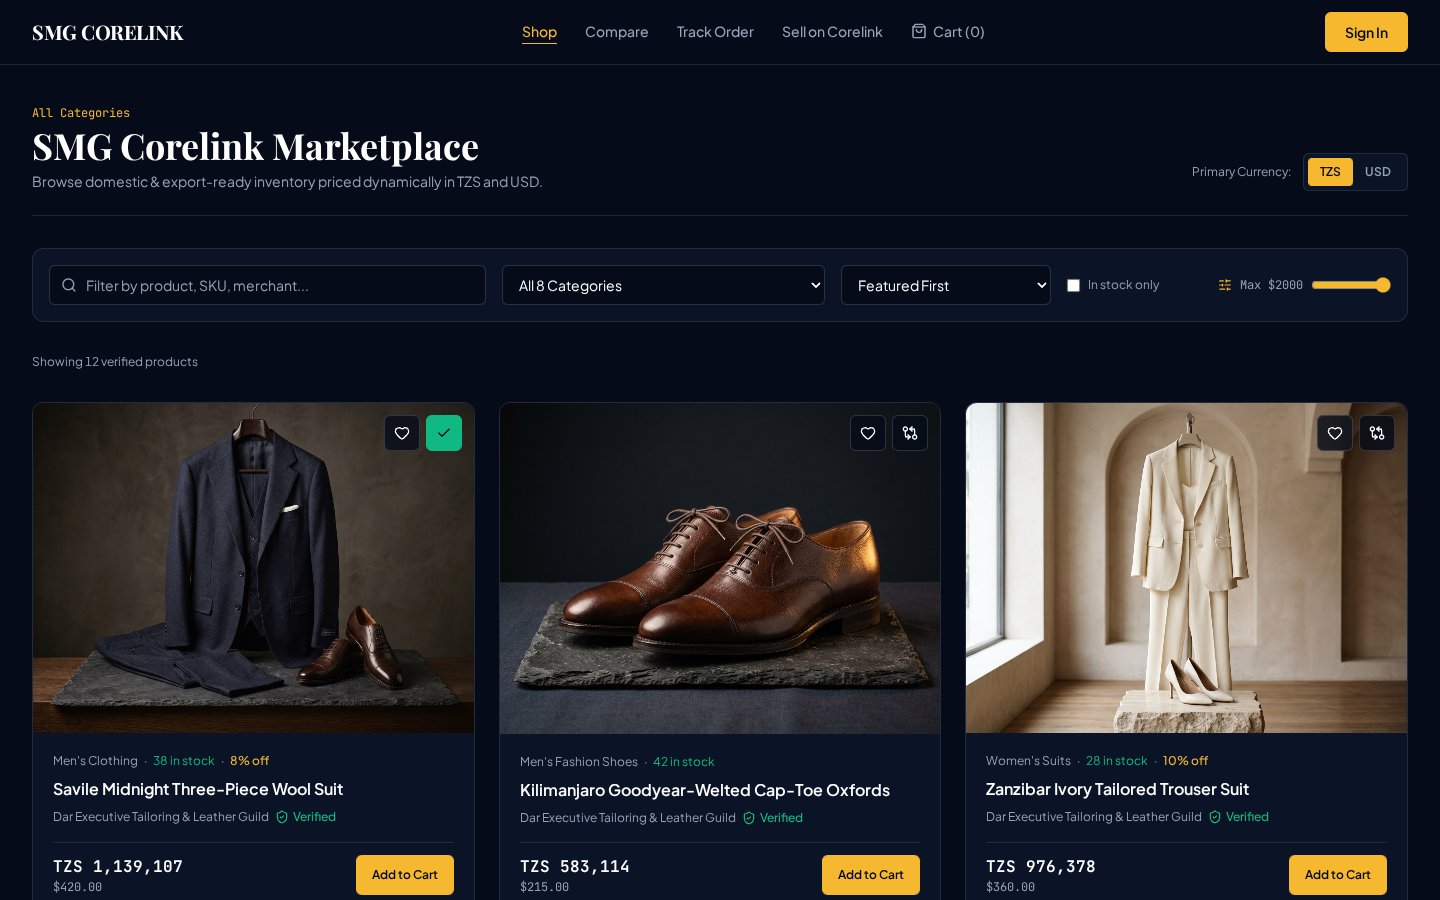 SMG CORELINK
Shop
Compare
Track Order
Sell on Corelink
Cart (0)
Sign In
All Categories
SMG Corelink Marketplace
Browse domestic & export-ready inventory priced dynamically in TZS and USD.
Primary Currency:
TZS
USD
Filter by product, SKU, merchant...
All 8 Categories
Featured First
In stock only
Max $2000
Showing 12 verified products
Men's Clothing · 38 in stock · 8% off
Savile Midnight Three-Piece Wool Suit
Dar Executive Tailoring & Leather Guild Verified
TZS 1,139,107
$420.00
Add to Cart
Men's Fashion Shoes · 42 in stock
Kilimanjaro Goodyear-Welted Cap-Toe Oxfords
Dar Executive Tailoring & Leather Guild Verified
TZS 583,114
$215.00
Add to Cart
Women's Suits · 28 in stock · 10% off
Zanzibar Ivory Tailored Trouser Suit
Dar Executive Tailoring & Leather Guild Verified
TZS 976,378
$360.00
Add to Cart